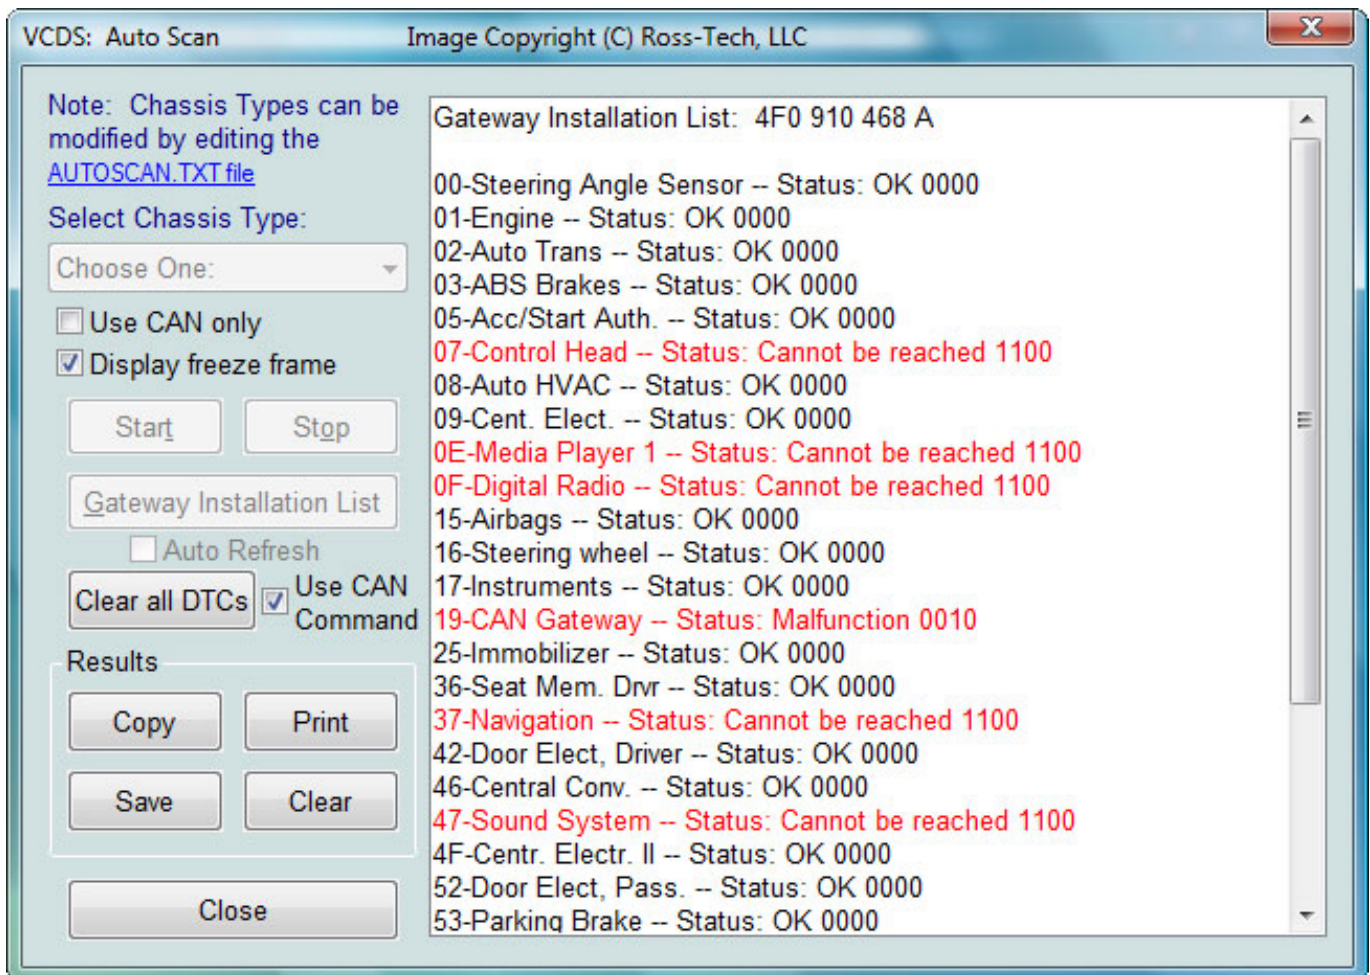 VCDS: Auto Scan
Image Copyright (C) Ross-Tech, LLC
X
Note: Chassis Types can be
modified by editing the
AUTOSCAN.TXT file
Select Chassis Type:
Choose One:
Use CAN only
Display freeze frame
Start
Stop
Gateway Installation List
Auto Refresh
Clear all DTCs
Use CAN
Command
Results
Copy
Print
Save
Clear
Close
Gateway Installation List: 4F0 910 468 A
00-Steering Angle Sensor -- Status: OK 0000
01-Engine -- Status: OK 0000
02-Auto Trans -- Status: OK 0000
03-ABS Brakes -- Status: OK 0000
05-Acc/Start Auth. -- Status: OK 0000
07-Control Head -- Status: Cannot be reached 1100
08-Auto HVAC -- Status: OK 0000
09-Cent. Elect. -- Status: OK 0000
0E-Media Player 1 -- Status: Cannot be reached 1100
0F-Digital Radio -- Status: Cannot be reached 1100
15-Airbags -- Status: OK 0000
16-Steering wheel -- Status: OK 0000
17-Instruments -- Status: OK 0000
19-CAN Gateway -- Status: Malfunction 0010
25-Immobilizer -- Status: OK 0000
36-Seat Mem. Drvr -- Status: OK 0000
37-Navigation -- Status: Cannot be reached 1100
42-Door Elect, Driver -- Status: OK 0000
46-Central Conv. -- Status: OK 0000
47-Sound System -- Status: Cannot be reached 1100
4F-Centr. Electr. II -- Status: OK 0000
52-Door Elect, Pass. -- Status: OK 0000
53-Parking Brake -- Status: OK 0000